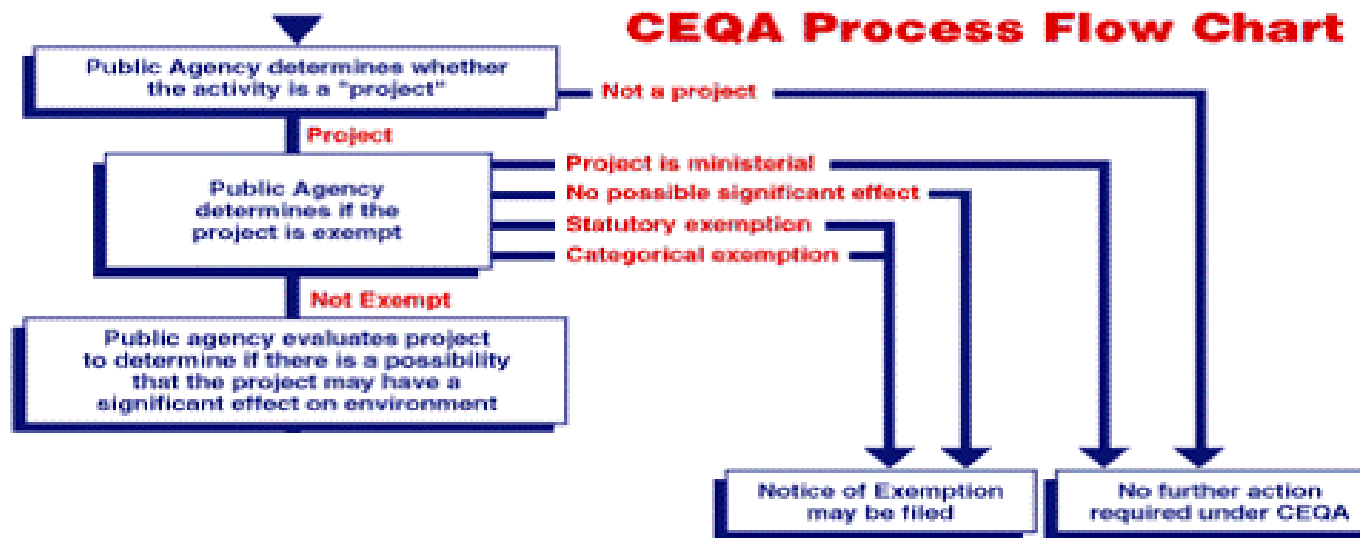 CEQA Process Flow Chart
Public Agency determines whether
the activity is a "project"
Not a project
Project
Public Agency
determines if the
project is exempt
Project is ministerial
No possible significant effect
Statutory exemption
Categorical exemption
Not Exempt
Public agency evaluates project
to determine if there is a possibility
that the project may have a
significant effect on environment
Notice of Exemption
may be filed
No further action
required under CEQA